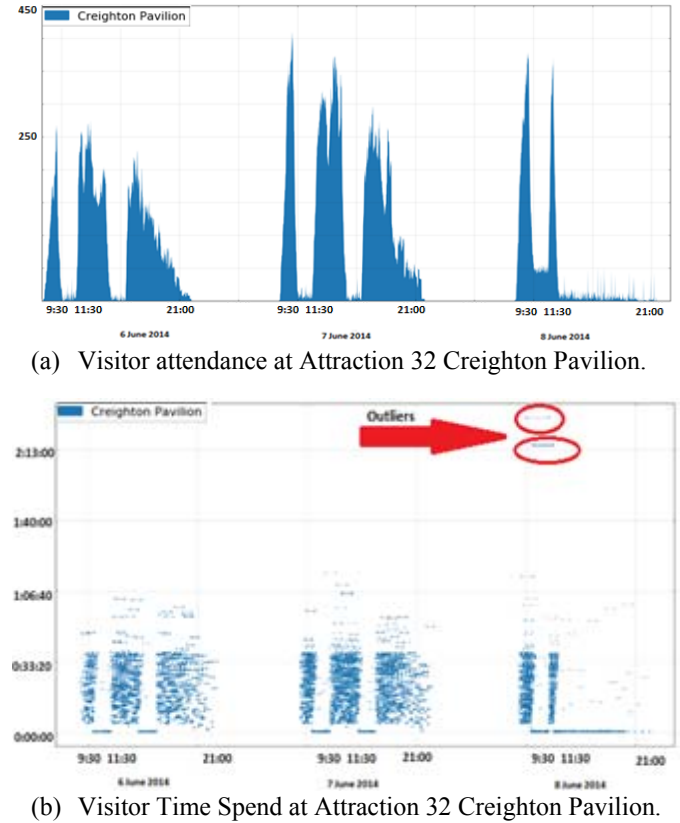 450
Creighton Pavilion
250
9:30 11:30 21:00 9:30 11:30 21:00 9:30 11:30 21:00
6 June 2014 7 June 2014 8 June 2014
(a) Visitor attendance at Attraction 32 Creighton Pavilion.
Creighton Pavilion
Outliers
2:13:00
1:40:00
1:06:40
0:33:20
0:00:00
9:30 11:30 21:00 9:30 11:30 21:00 9:30 11:30 21:00
6 June 2014 7 June 2014 8 June 2014
(b) Visitor Time Spend at Attraction 32 Creighton Pavilion.